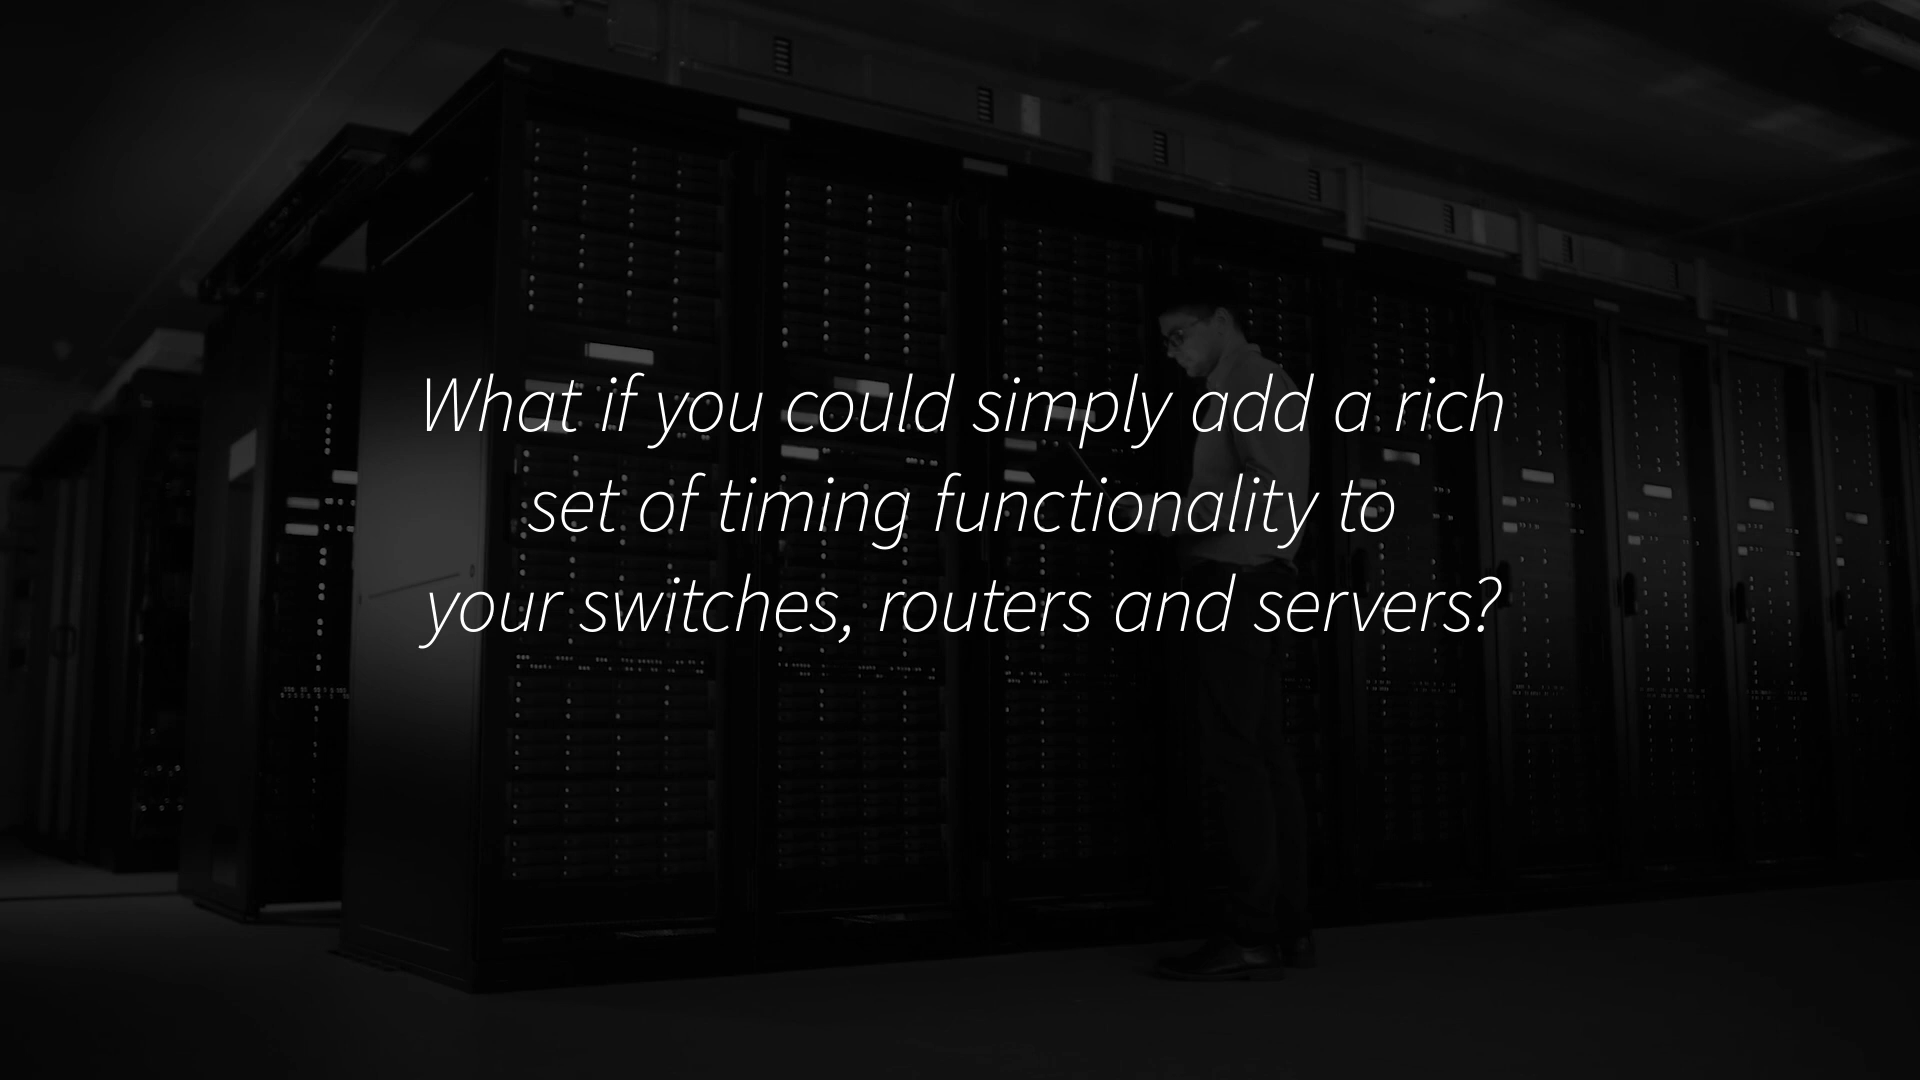 What if you could simply add a rich
set of timing functionality to
your switches, routers and servers?